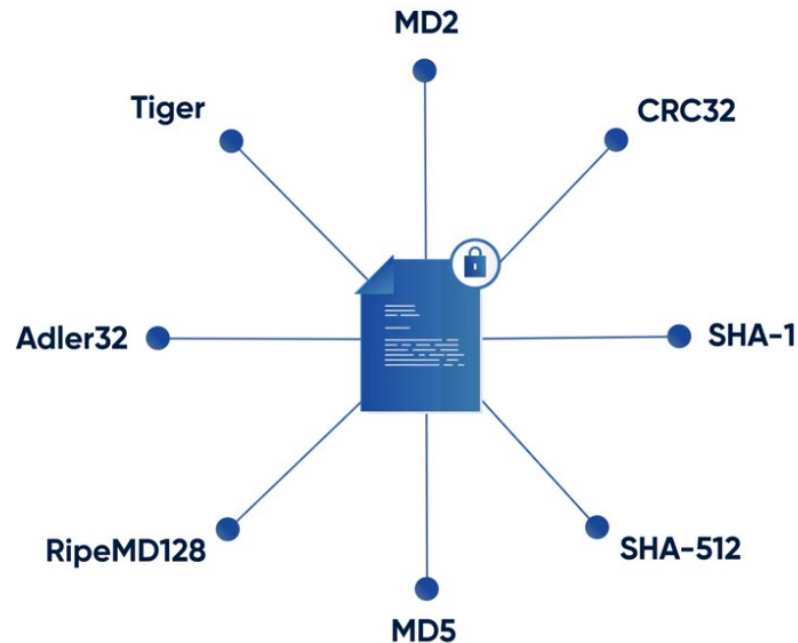 MD2
Tiger
CRC32
Adler32
SHA-1
RipeMD128
SHA-512
MD5